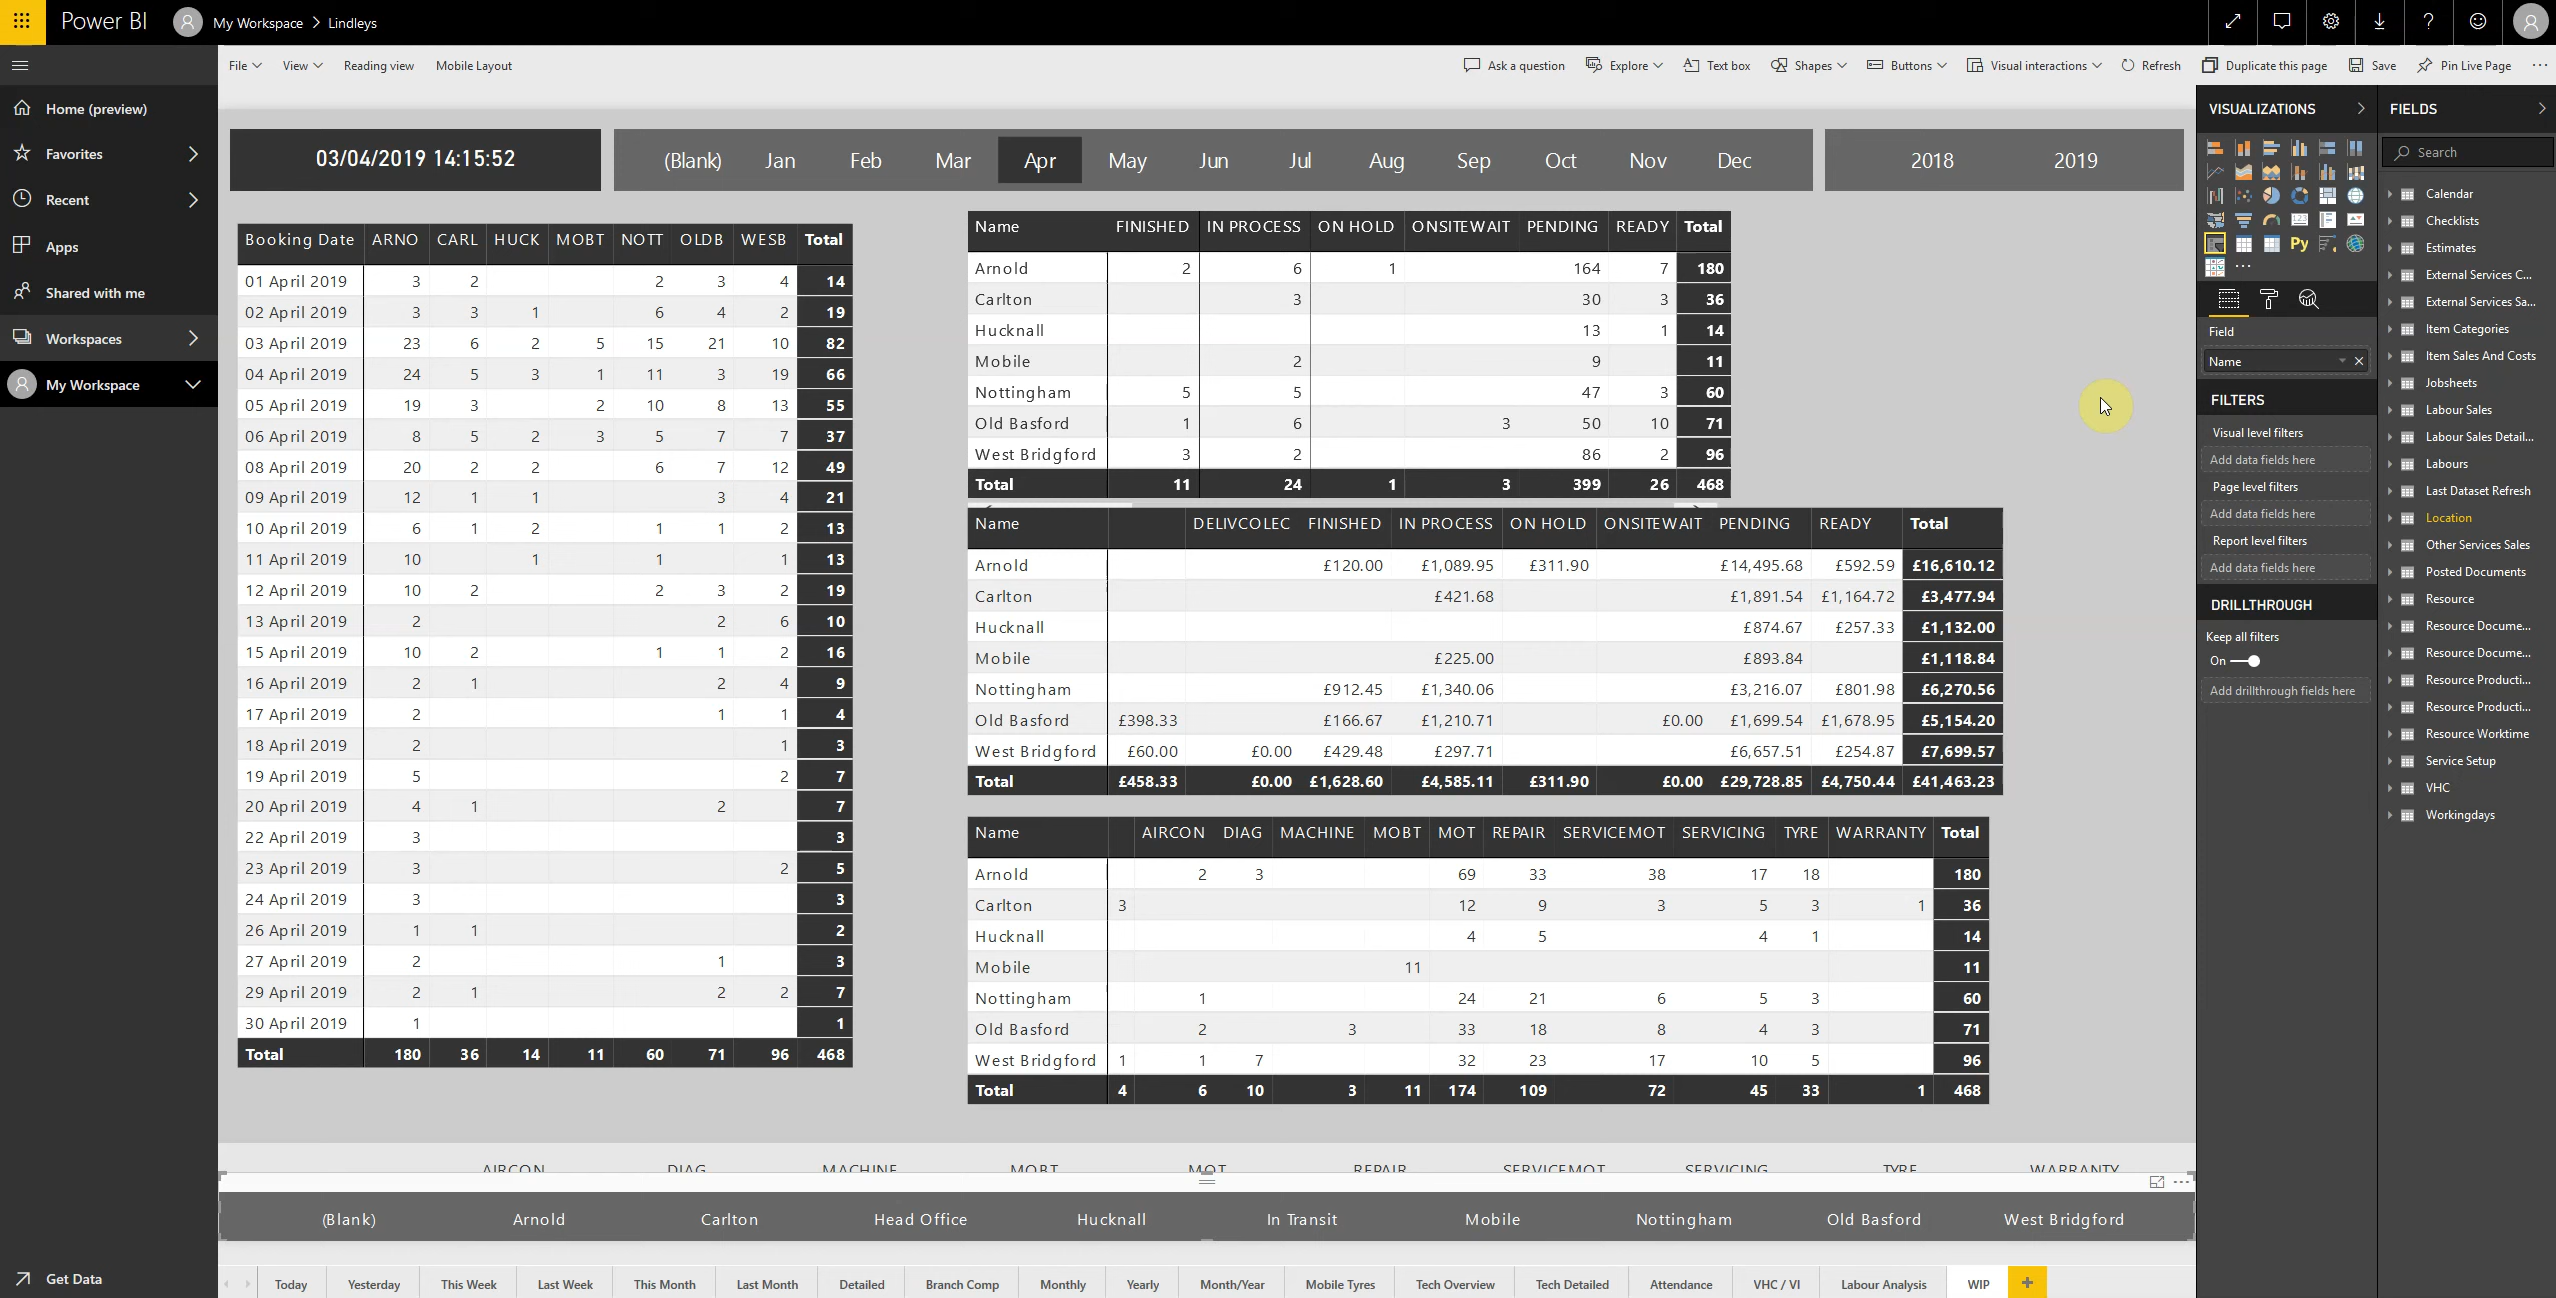 Power BI My Workspace > Lindleys
File View Reading view Mobile Layout Ask a question Explore Text box Shapes Buttons Visual interactions Refresh Duplicate this page Save Pin Live Page ...
Home (preview)
Favorites
Recent
Apps
Shared with me
Workspaces
My Workspace
Get Data
03/04/2019 14:15:52
(Blank) Jan Feb Mar Apr May Jun Jul Aug Sep Oct Nov Dec
2018 2019
Booking Date ARNO CARL HUCK MOBT NOTT OLDB WESB Total
01 April 2019 3 2 2 3 4 14
02 April 2019 3 3 1 6 4 2 19
03 April 2019 23 6 2 5 15 21 10 82
04 April 2019 24 5 3 1 11 3 19 66
05 April 2019 19 3 2 10 8 13 55
06 April 2019 8 5 2 3 5 7 7 37
08 April 2019 20 2 2 6 7 12 49
09 April 2019 12 1 1 3 4 21
10 April 2019 6 1 2 1 1 2 13
11 April 2019 10 1 1 1 13
12 April 2019 10 2 2 3 2 19
13 April 2019 2 2 6 10
15 April 2019 10 2 1 1 2 16
16 April 2019 2 1 2 4 9
17 April 2019 2 1 1 4
18 April 2019 2 1 3
19 April 2019 5 2 7
20 April 2019 4 1 2 7
22 April 2019 3 3
23 April 2019 3 2 5
24 April 2019 3 3
26 April 2019 1 1 2
27 April 2019 2 1 3
29 April 2019 2 1 2 2 7
30 April 2019 1 1
Total 180 36 14 11 60 71 96 468
Name FINISHED IN PROCESS ON HOLD ONSITEWAIT PENDING READY Total
Arnold 2 6 1 164 7 180
Carlton 3 30 3 36
Hucknall 13 1 14
Mobile 2 9 11
Nottingham 5 5 47 3 60
Old Basford 1 6 3 50 10 71
West Bridgford 3 2 86 2 96
Total 11 24 1 3 399 26 468
Name DELIVCOLEC FINISHED IN PROCESS ON HOLD ONSITEWAIT PENDING READY Total
Arnold £120.00 £1,089.95 £311.90 £14,495.68 £592.59 £16,610.12
Carlton £421.68 £1,891.54 £1,164.72 £3,477.94
Hucknall £874.67 £257.33 £1,132.00
Mobile £225.00 £893.84 £1,118.84
Nottingham £912.45 £1,340.06 £3,216.07 £801.98 £6,270.56
Old Basford £398.33 £166.67 £1,210.71 £0.00 £1,699.54 £1,678.95 £5,154.20
West Bridgford £60.00 £0.00 £429.48 £297.71 £6,657.51 £254.87 £7,699.57
Total £458.33 £0.00 £1,628.60 £4,585.11 £311.90 £0.00 £29,728.85 £4,750.44 £41,463.23
Name AIRCON DIAG MACHINE MOBT MOT REPAIR SERVICEMOT SERVICING TYRE WARRANTY Total
Arnold 2 3 69 33 38 17 18 180
Carlton 3 12 9 3 5 3 1 36
Hucknall 4 5 4 1 14
Mobile 11 11
Nottingham 1 24 21 6 5 3 60
Old Basford 2 3 33 18 8 4 3 71
West Bridgford 1 1 7 32 23 17 10 5 96
Total 4 6 10 3 11 174 109 72 45 33 1 468
AIRCON DIAG MACHINE MOBT MOT REPAIR SERVICEMOT SERVICING TYRE WARRANTY
(Blank) Arnold Carlton Head Office Hucknall In Transit Mobile Nottingham Old Basford West Bridgford
Today Yesterday This Week Last Week This Month Last Month Detailed Branch Comp Monthly Yearly Month/Year Mobile Tyres Tech Overview Tech Detailed Attendance VHC / VI Labour Analysis WIP +
VISUALIZATIONS
Py
Field
Name
FILTERS
Visual level filters
Add data fields here
Page level filters
Add data fields here
Report level filters
Add data fields here
DRILLTHROUGH
Keep all filters
On
Add drillthrough fields here
FIELDS
Search
Calendar
Checklists
Estimates
External Services C...
External Services Sa...
Item Categories
Item Sales And Costs
Jobsheets
Labour Sales
Labour Sales Detail...
Labours
Last Dataset Refresh
Location
Other Services Sales
Posted Documents
Resource
Resource Docume...
Resource Docume...
Resource Producti...
Resource Producti...
Resource Worktime
Service Setup
VHC
Workingdays